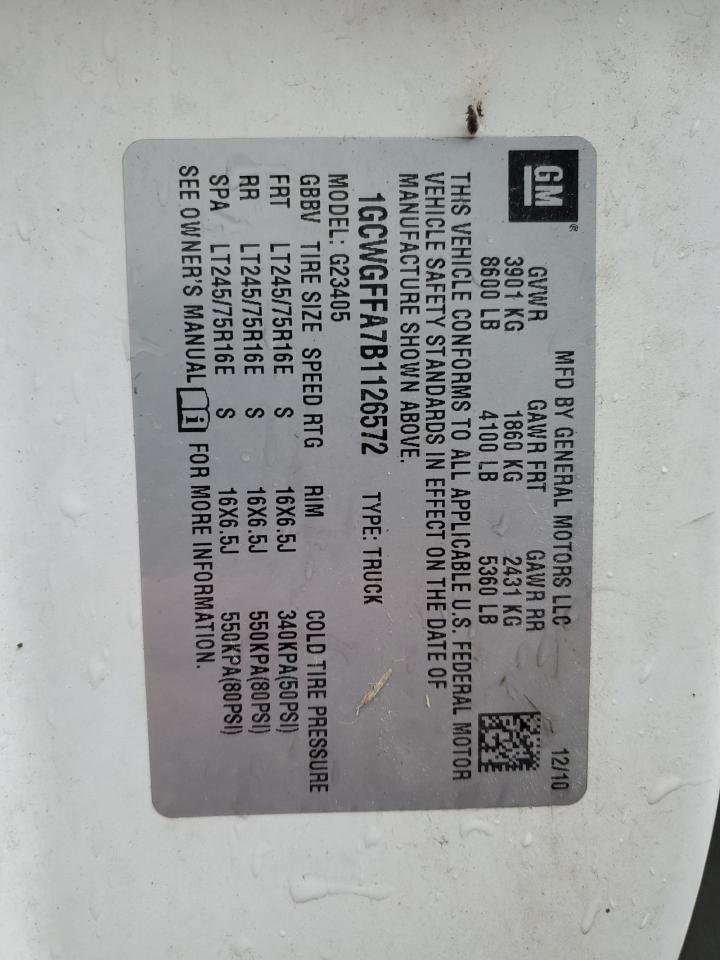 GM®
MFD BY GENERAL MOTORS LLC 12/10
GVWR GAWR FRT GAWR RR
3901 KG 1860 KG 2431 KG
8600 LB 4100 LB 5360 LB
THIS VEHICLE CONFORMS TO ALL APPLICABLE U.S. FEDERAL MOTOR
VEHICLE SAFETY STANDARDS IN EFFECT ON THE DATE OF
MANUFACTURE SHOWN ABOVE.
1GCWGFFA7B1126572 TYPE: TRUCK
MODEL: G23405
GBBV TIRE SIZE SPEED RTG RIM COLD TIRE PRESSURE
FRT LT245/75R16E S 16X6.5J 340KPA(50PSI)
RR LT245/75R16E S 16X6.5J 550KPA(80PSI)
SPA LT245/75R16E S 16X6.5J 550KPA(80PSI)
SEE OWNER'S MANUAL i FOR MORE INFORMATION.